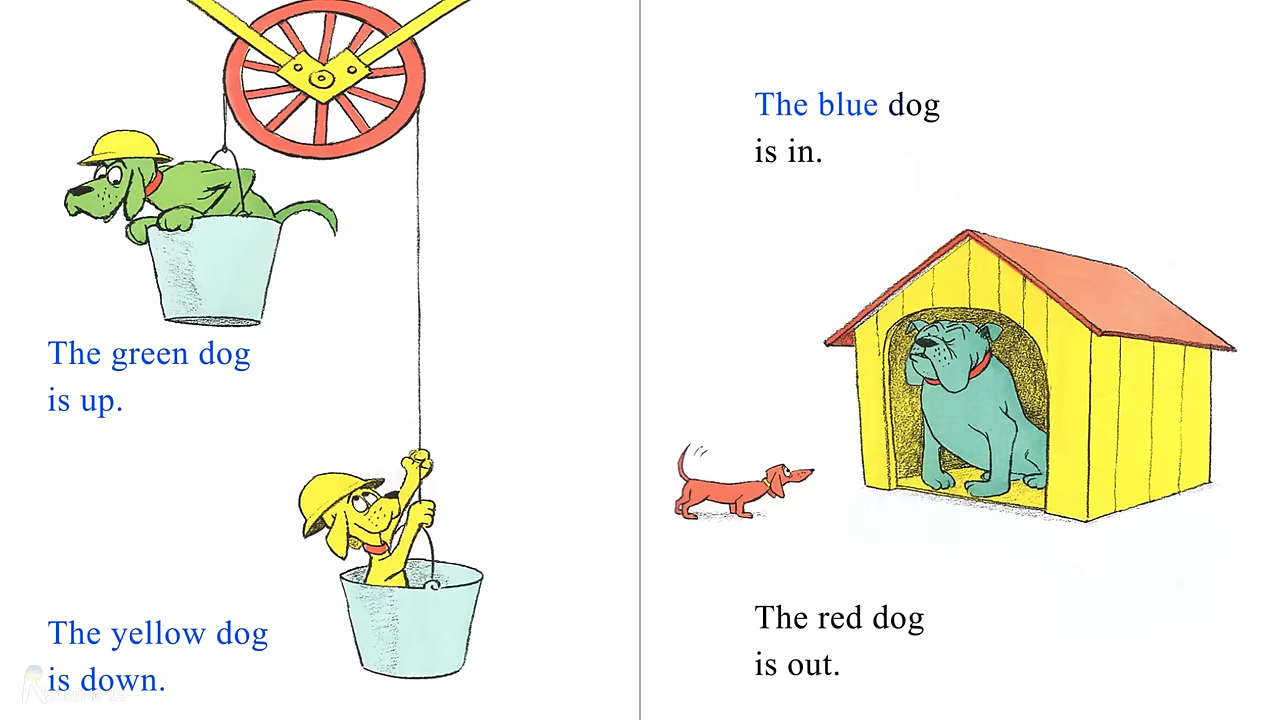 The green dog
is up.
The yellow dog
is down.
The blue dog
is in.
The red dog
is out.